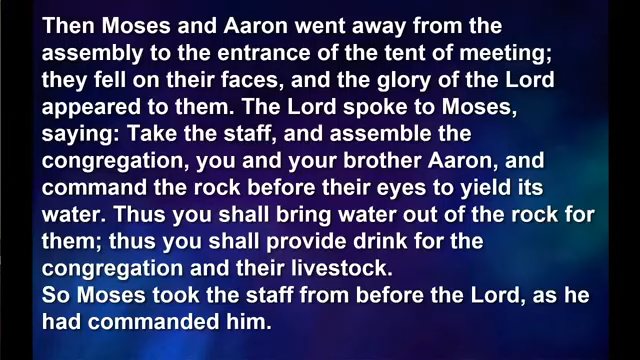 Then Moses and Aaron went away from the
assembly to the entrance of the tent of meeting;
they fell on their faces, and the glory of the Lord
appeared to them. The Lord spoke to Moses,
saying: Take the staff, and assemble the
congregation, you and your brother Aaron, and
command the rock before their eyes to yield its
water. Thus you shall bring water out of the rock for
them; thus you shall provide drink for the
congregation and their livestock.
So Moses took the staff from before the Lord, as he
had commanded him.